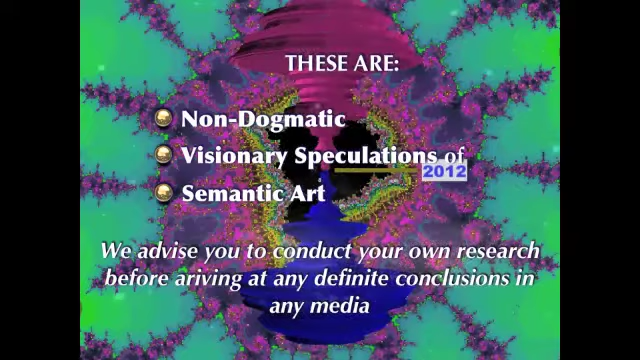 THESE ARE:
Non-Dogmatic
Visionary Speculations of
2012
Semantic Art
We advise you to conduct your own research
before ariving at any definite conclusions in
any media